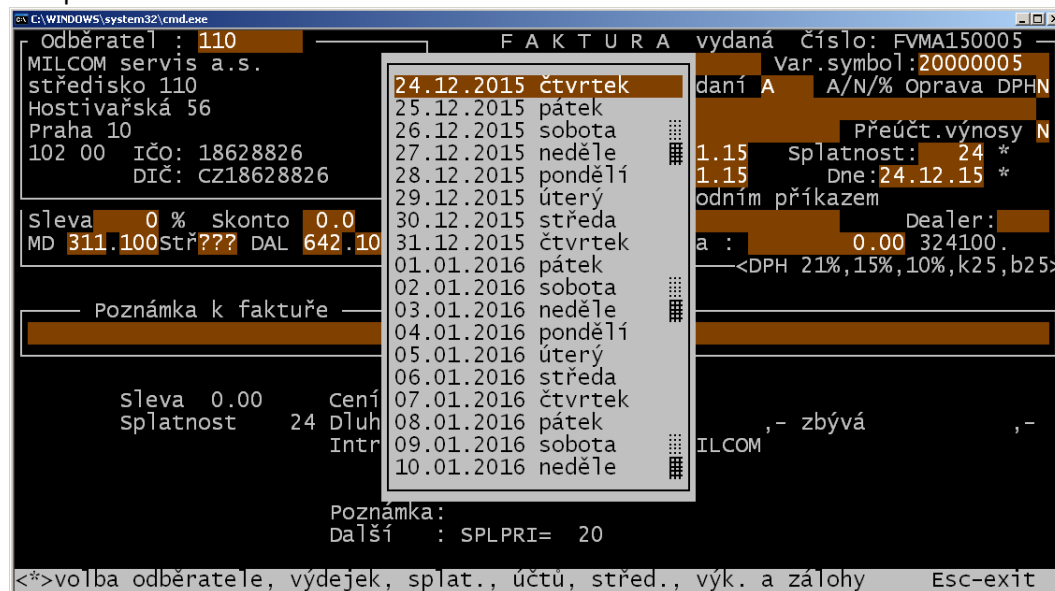 C:\WINDOWS\system32\cmd.exe
Odběratel : 110 F A K T U R A vydaná Číslo: FVMA150005
MILCOM servis a.s. Var.symbol:20000005
středisko 110 24.12.2015 čtvrtek daní A A/N/% Oprava DPHN
Hostivařská 56 25.12.2015 pátek
Praha 10 26.12.2015 sobota Přeúčt.výnosy N
102 00 IČO: 18628826 27.12.2015 neděle 1.15 Splatnost: 24 *
DIČ: CZ18628826 28.12.2015 pondělí 1.15 Dne:24.12.15 *
29.12.2015 úterý odním příkazem
Sleva 0 % Skonto 0.0 30.12.2015 středa Dealer:
MD 311.100Stř??? DAL 642.10 31.12.2015 čtvrtek a : 0.00 324100.
01.01.2016 pátek <DPH 21%,15%,10%,k25,b25>
02.01.2016 sobota
Poznámka k faktuře 03.01.2016 neděle
04.01.2016 pondělí
05.01.2016 úterý
06.01.2016 středa
Sleva 0.00 Cení 07.01.2016 čtvrtek
Splatnost 24 Dluh 08.01.2016 pátek ,- zbývá ,-
Intr 09.01.2016 sobota ILCOM
10.01.2016 neděle
Poznámka:
Další : SPLPRI= 20
<*>volba odběratele, výdejek, splat., účtů, střed., výk. a zálohy Esc-exit